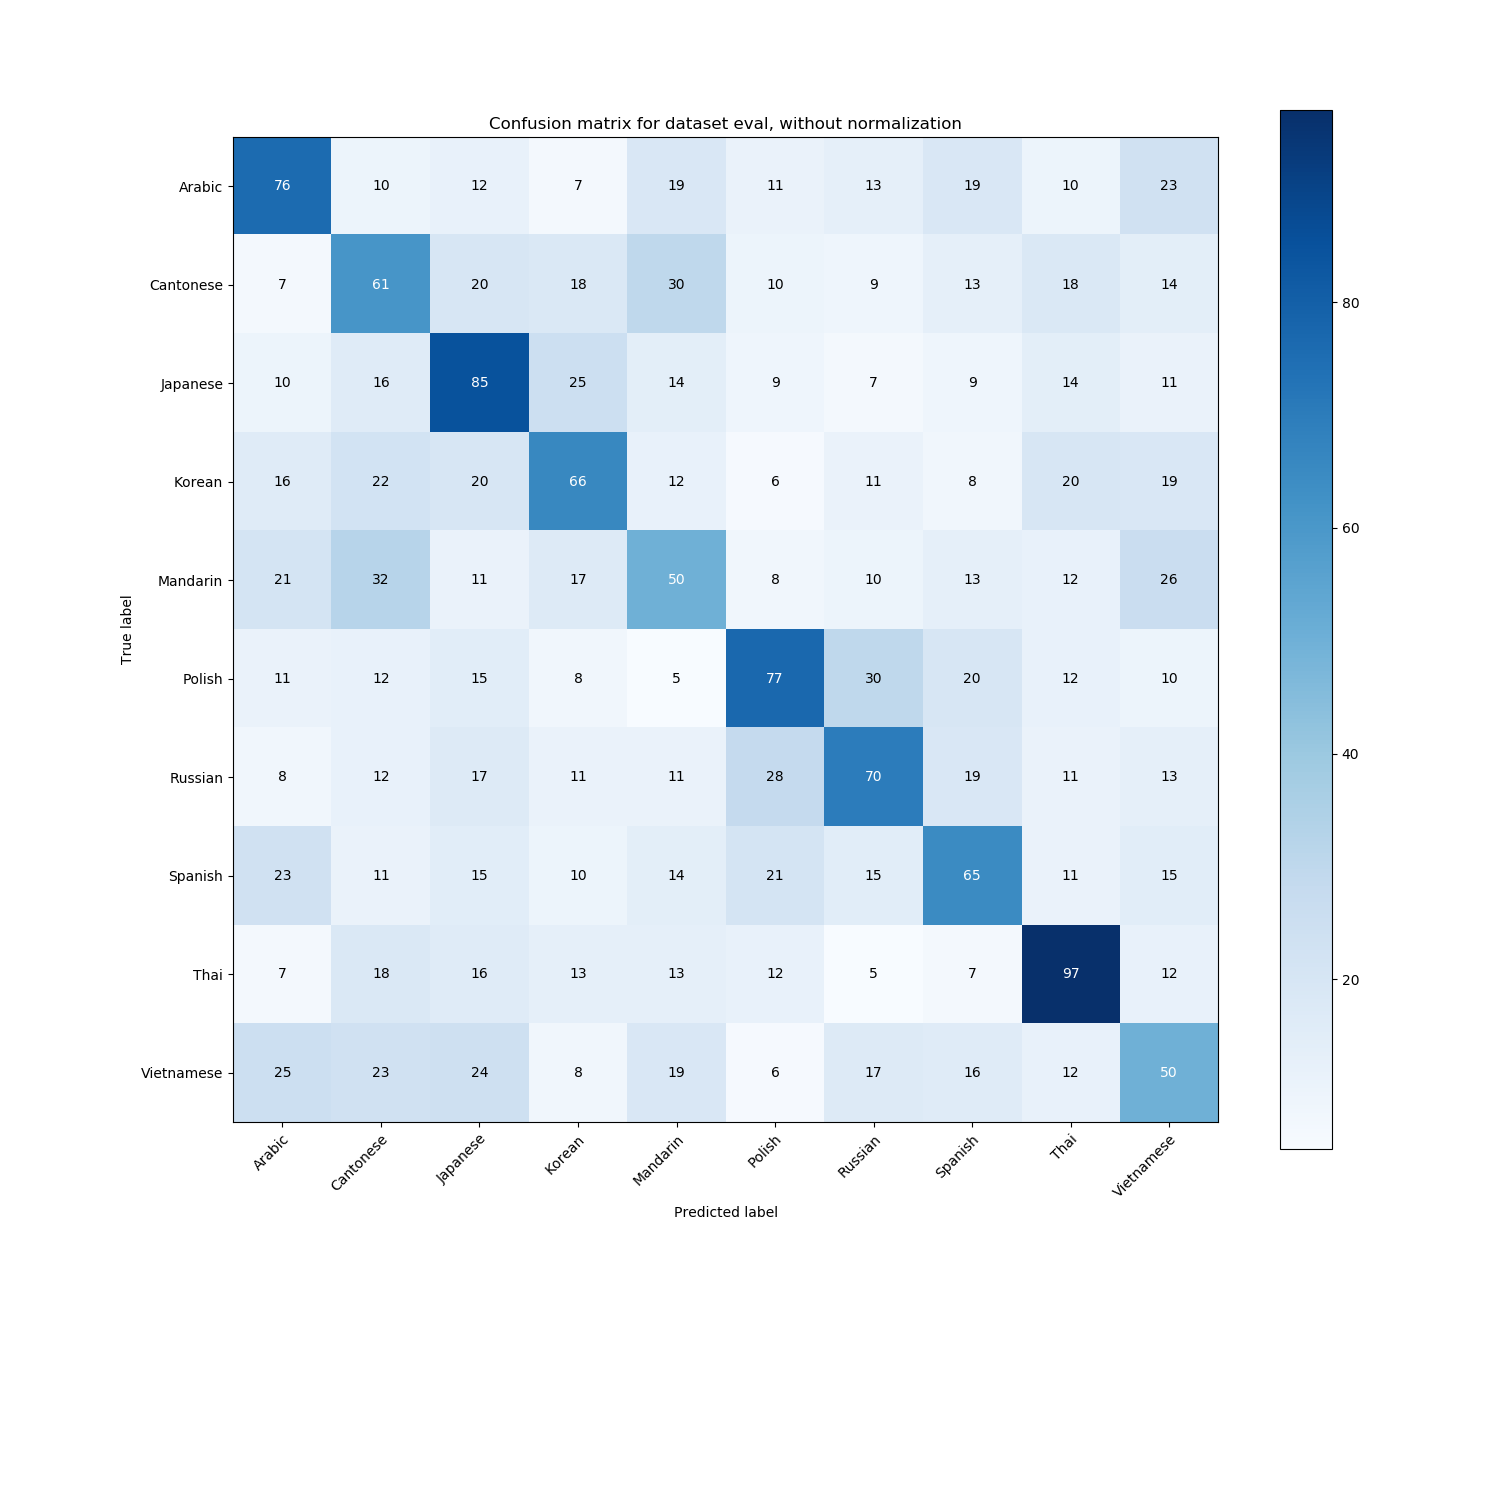 Confusion matrix for dataset eval, without normalization
Arabic 76 10 12 7 19 11 13 19 10 23
Cantonese 7 61 20 18 30 10 9 13 18 14
80
Japanese 10 16 85 25 14 9 7 9 14 11
Korean 16 22 20 66 12 6 11 8 20 19
60
Mandarin 21 32 11 17 50 8 10 13 12 26
True label
Polish 11 12 15 8 5 77 30 20 12 10
40
Russian 8 12 17 11 11 28 70 19 11 13
Spanish 23 11 15 10 14 21 15 65 11 15
Thai 7 18 16 13 13 12 5 7 97 12
20
Vietnamese 25 23 24 8 19 6 17 16 12 50
Arabic Cantonese Japanese Korean Mandarin Polish Russian Spanish Thai Vietnamese
Predicted label